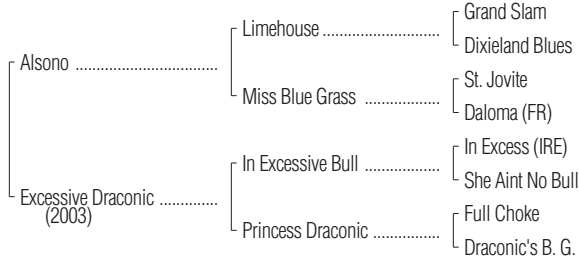 Grand Slam
Limehouse ..............................
Dixieland Blues
Alsono ....................................
St. Jovite
Miss Blue Grass ...................
Daloma (FR)
In Excess (IRE)
In Excessive Bull ...................
She Aint No Bull
Excessive Draconic ..............
(2003)
Full Choke
Princess Draconic .................
Draconic's B. G.